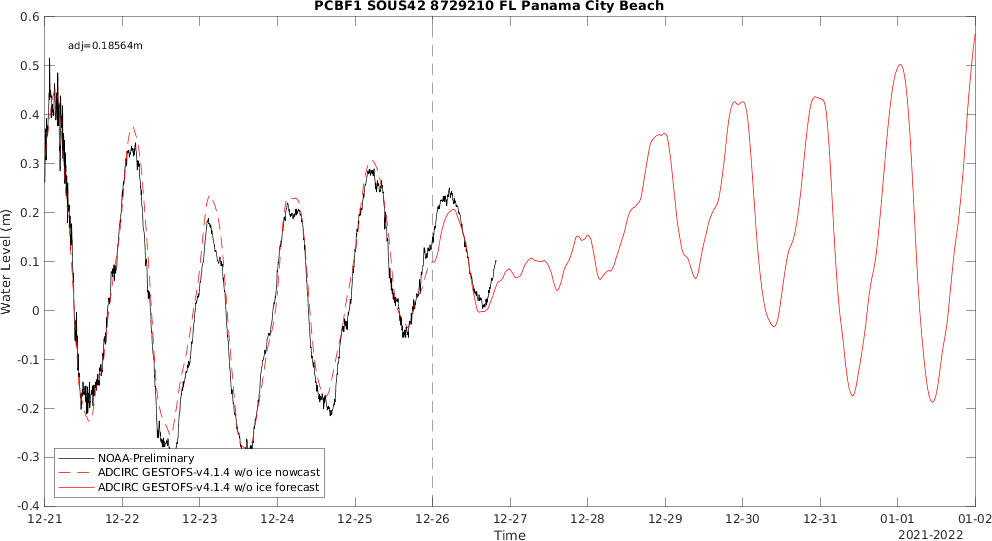 PCBF1 SOUS42 8729210 FL Panama City Beach
adj=0.18564m
0.6
0.5
0.4
0.3
0.2
0.1
0
-0.1
-0.2
-0.3
-0.4
Water Level (m)
NOAA-Preliminary
ADCIRC GESTOFS-v4.1.4 w/o ice nowcast
ADCIRC GESTOFS-v4.1.4 w/o ice forecast
12-21 12-22 12-23 12-24 12-25 12-26 12-27 12-28 12-29 12-30 12-31 01-01 01-02
Time
2021-2022